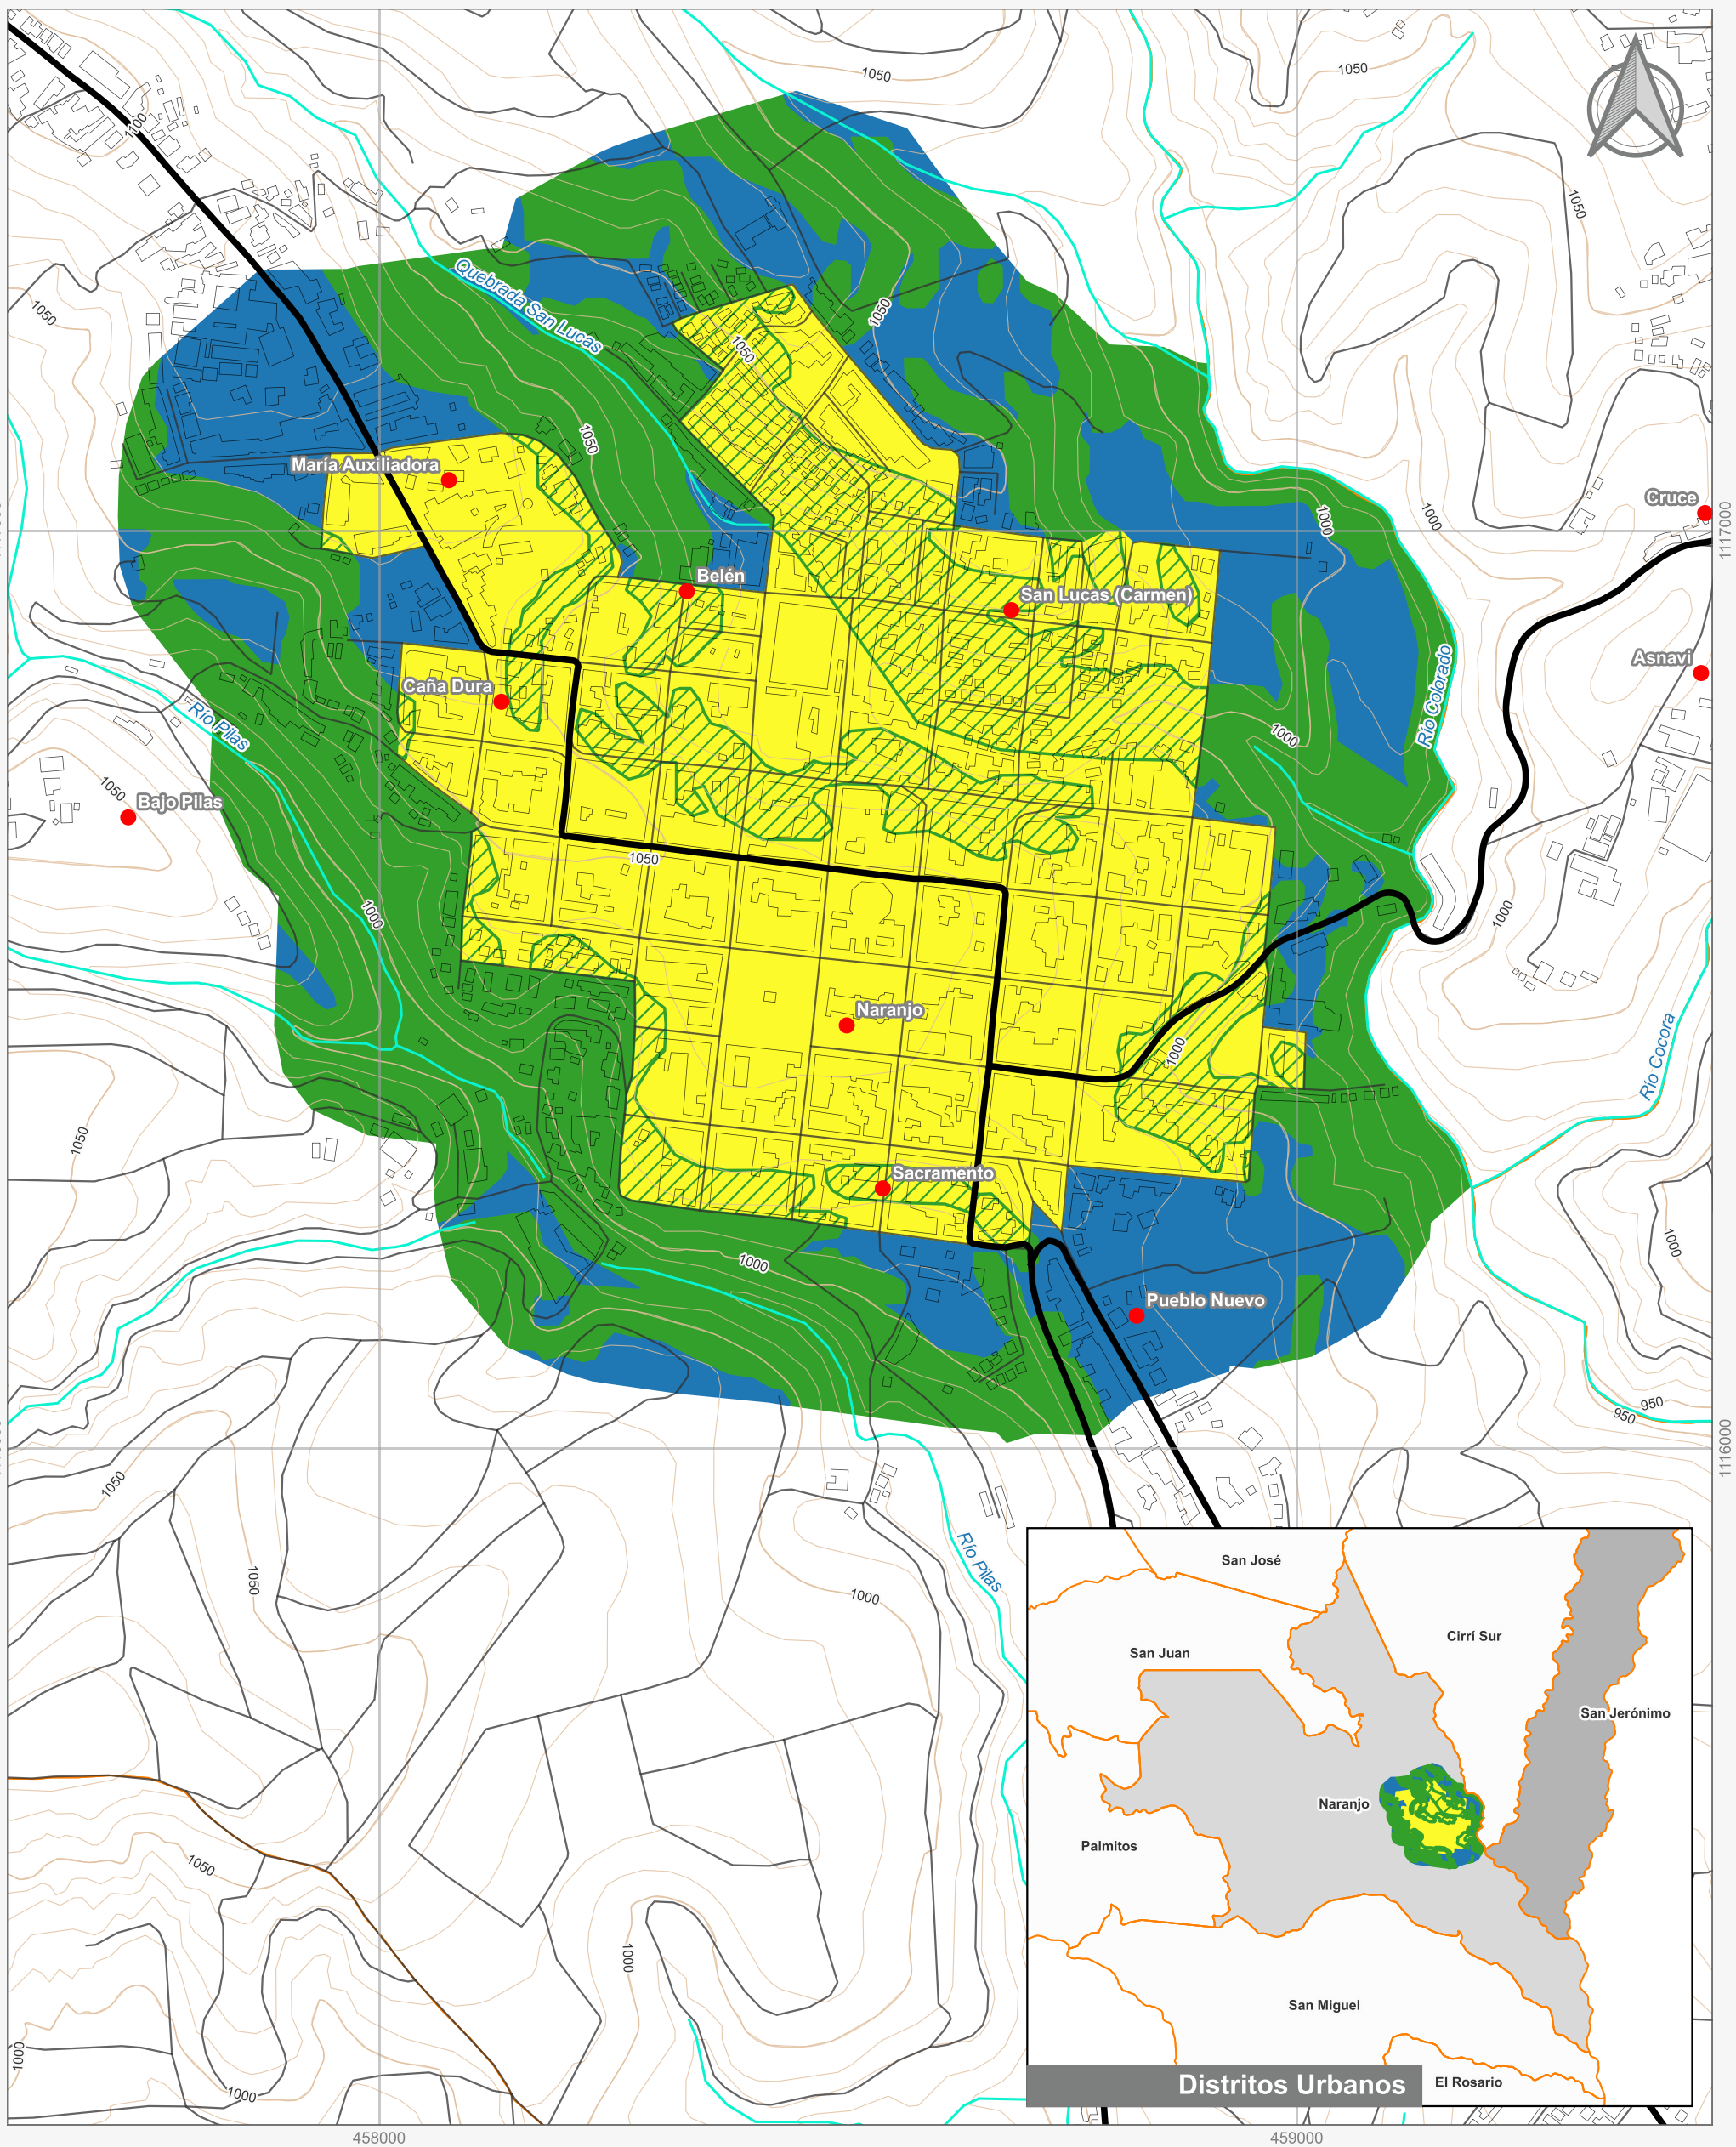 1050
1050
1100
1050
Quebrada San Lucas
1050
1050
1050
1050
María Auxiliadora
Cruce
1000
1000
1117000
Belén
San Lucas (Carmen)
Asnavi
Caña Dura
Río Colorado
Río Pilas
1000
1050
Bajo Pilas
1050
1000
1000
Naranjo
1000
Río Cocora
1050
Sacramento
1000
1000
Pueblo Nuevo
950
950
1116000
1050
Río Pilas
1050
1000
San José
Cirrí Sur
San Juan
San Jerónimo
Naranjo
Palmitos
1050
1000
San Miguel
1000
1000
Distritos Urbanos
El Rosario
458000
459000